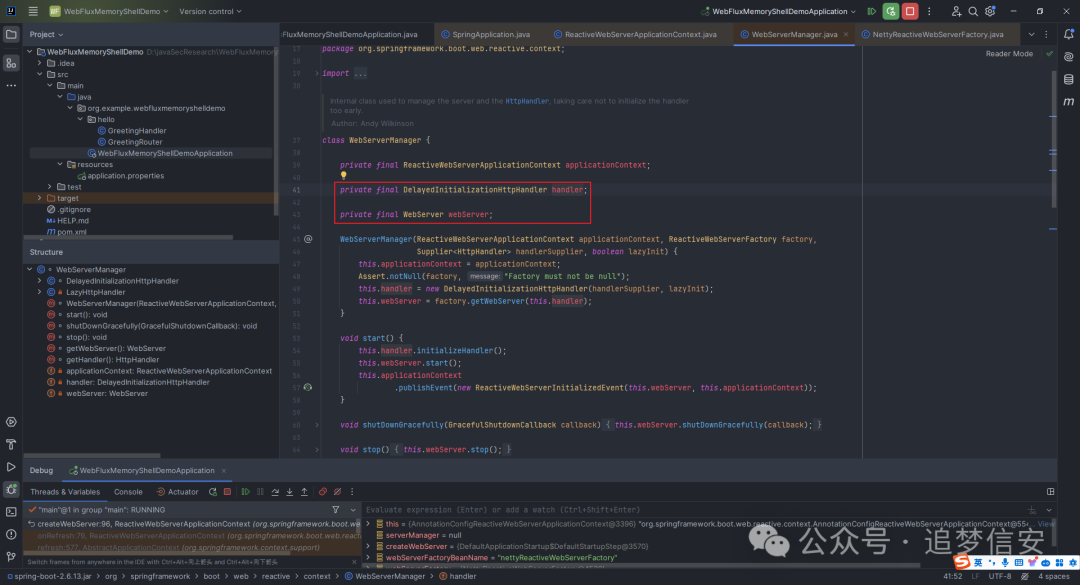 WF WebFluxMemoryShellDemo Version control WebFluxMemoryShellDemoApplication
Project
WebFluxMemoryShellDemo D:\javaSecResearch\WebFluxMemory
.idea
src
main
java
org.example.webfluxmemoryshelldemo
hello
GreetingHandler
GreetingRouter
WebFluxMemoryShellDemoApplication
resources
application.properties
test
target
.gitignore
HELP.md
pom.xml
Structure
WebServerManager
DelayedInitializationHttpHandler
LazyHttpHandler
WebServerManager(ReactiveWebServerApplicationContext,
start(): void
shutDownGracefully(GracefulShutdownCallback): void
stop(): void
getWebServer(): WebServer
getHandler(): HttpHandler
applicationContext: ReactiveWebServerApplicationContext
handler: DelayedInitializationHttpHandler
webServer: WebServer
FluxMemoryShellDemoApplication.java SpringApplication.java ReactiveWebServerApplicationContext.java WebServerManager.java NettyReactiveWebServerFactory.java
Reader Mode
package org.springframework.boot.web.reactive.context;
import ...
Internal class used to manage the server and the HttpHandler, taking care not to initialize the handler
too early.
Author: Andy Wilkinson
class WebServerManager {
private final ReactiveWebServerApplicationContext applicationContext;
private final DelayedInitializationHttpHandler handler;
private final WebServer webServer;
WebServerManager(ReactiveWebServerApplicationContext applicationContext, ReactiveWebServerFactory factory,
Supplier<HttpHandler> handlerSupplier, boolean lazyInit) {
this.applicationContext = applicationContext;
Assert.notNull(factory, message: "Factory must not be null");
this.handler = new DelayedInitializationHttpHandler(handlerSupplier, lazyInit);
this.webServer = factory.getWebServer(this.handler);
}
void start() {
this.handler.initializeHandler();
this.webServer.start();
this.applicationContext
.publishEvent(new ReactiveWebServerInitializedEvent(this.webServer, this.applicationContext));
}
void shutDownGracefully(GracefulShutdownCallback callback) { this.webServer.shutDownGracefully(callback); }
void stop() { this.webServer.stop(); }
Debug WebFluxMemoryShellDemoApplication
Threads & Variables Console Actuator
"main"@1 in group "main": RUNNING
createWebServer:96, ReactiveWebServerApplicationContext (org.springframework.boot.we
onRefresh:79, ReactiveWebServerApplicationContext (org.springframework.boot.web.re
refresh:577, AbstractApplicationContext (org.springframework.context.support)
Switch frames from anywhere in the IDE with Ctrl+Alt+向上箭头 and Ctrl+Alt+向下箭头
Evaluate expression (Enter) or add a watch (Ctrl+Shift+Enter)
this = {AnnotationConfigReactiveWebServerApplicationContext@3396} "org.springframework.boot.web.reactive.context.AnnotationConfigReactiveWebServerApplicationContext@55 View
serverManager = null
createWebServer = {DefaultApplicationStartup$DefaultStartupStep@3570}
webServerFactoryBeanName = "nettyReactiveWebServerFactory"
公众号 · 追梦信安
英
spring-boot-2.6.13.jar org springframework boot web reactive context WebServerManager handler
41:52 LF UTF-8 4 spaces